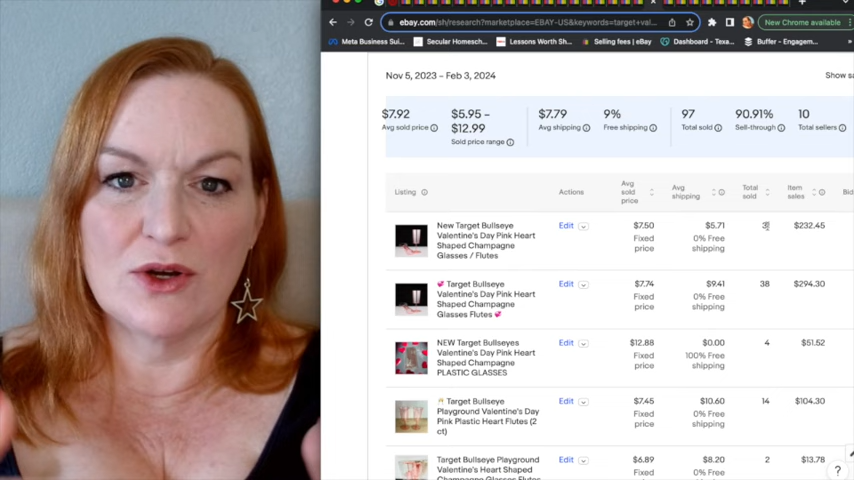 ebay.com/sh/research?marketplace=EBAY-US&keywords=target+val...
New Chrome available
Meta Business Sui...
Secular Homesch...
Lessons Worth Sh...
Selling fees | eBay
Dashboard – Texa...
Buffer - Engagem...
Nov 5, 2023 – Feb 3, 2024
Show sa
$7.92
Avg sold price
$5.95 –
$12.99
Sold price range
$7.79
Avg shipping
9%
Free shipping
97
Total sold
90.91%
Sell-through
10
Total sellers
Listing
Actions
Avg
sold
price
Avg
shipping
Total
sold
Item
sales
Bid
New Target Bullseye
Valentine's Day Pink Heart
Shaped Champagne
Glasses / Flutes
Edit
$7.50
Fixed
price
$5.71
0% Free
shipping
$232.45
Target Bullseye
Valentine's Day Pink Heart
Shaped Champagne
Glasses Flutes
Edit
$7.74
Fixed
price
$9.41
0% Free
shipping
38
$294.30
NEW Target Bullseyes
Valentine's Day Pink Heart
Shaped Champagne
PLASTIC GLASSES
Edit
$12.88
Fixed
price
$0.00
100% Free
shipping
4
$51.52
Target Bullseye
Playground Valentine's Day
Pink Plastic Heart Flutes (2
ct)
Edit
$7.45
Fixed
price
$10.60
0% Free
shipping
14
$104.30
Target Bullseye Playground
Valentine's Heart Shaped
Champagne Glasses Flutes
Edit
$6.89
Fixed
$8.20
0% Free
2
$13.78
?